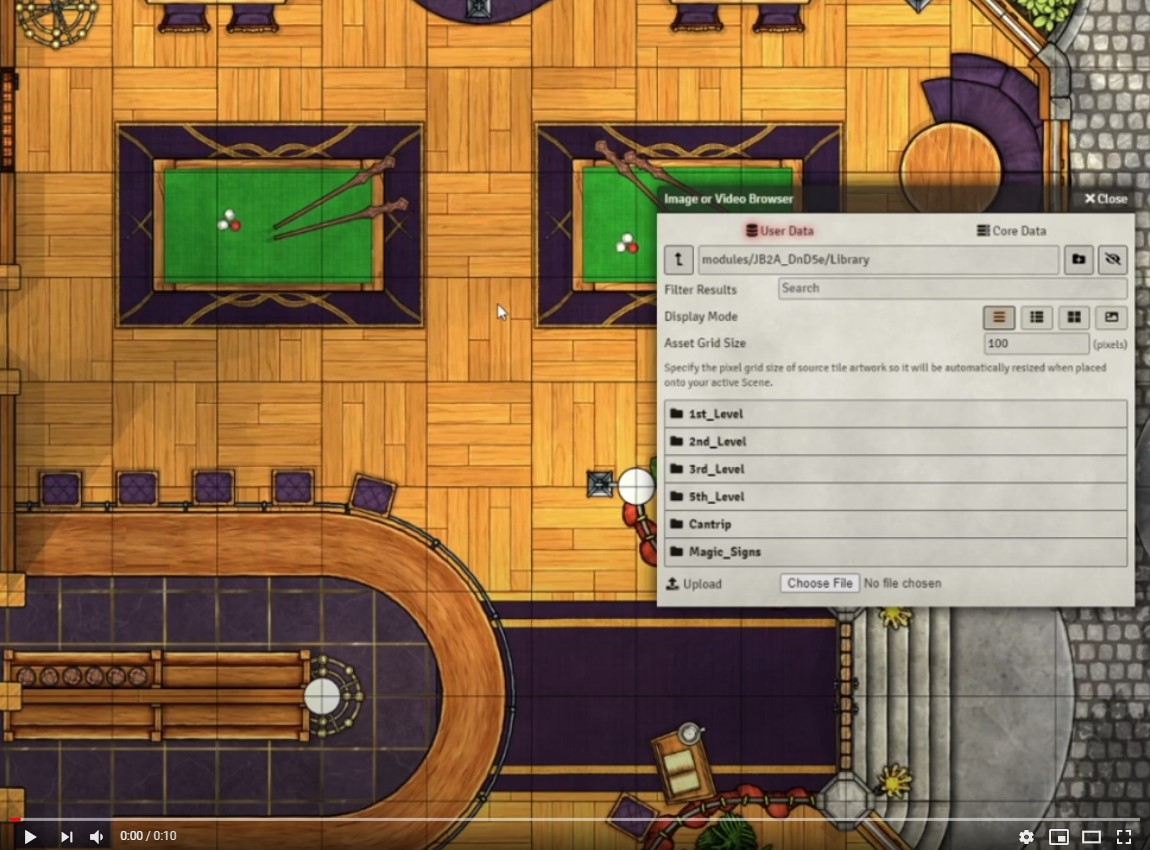 Image or Video Browser
Close
User Data
Core Data
modules/JB2A_DnD5e/Library
Filter Results
Search
Display Mode
Asset Grid Size
100
(pixels)
Specify the pixel grid size of source tile artwork so it will be automatically resized when placed
onto your active Scene.
1st_Level
2nd_Level
3rd_Level
5th_Level
Cantrip
Magic_Signs
Upload
Choose File
No file chosen
0:00 / 0:10